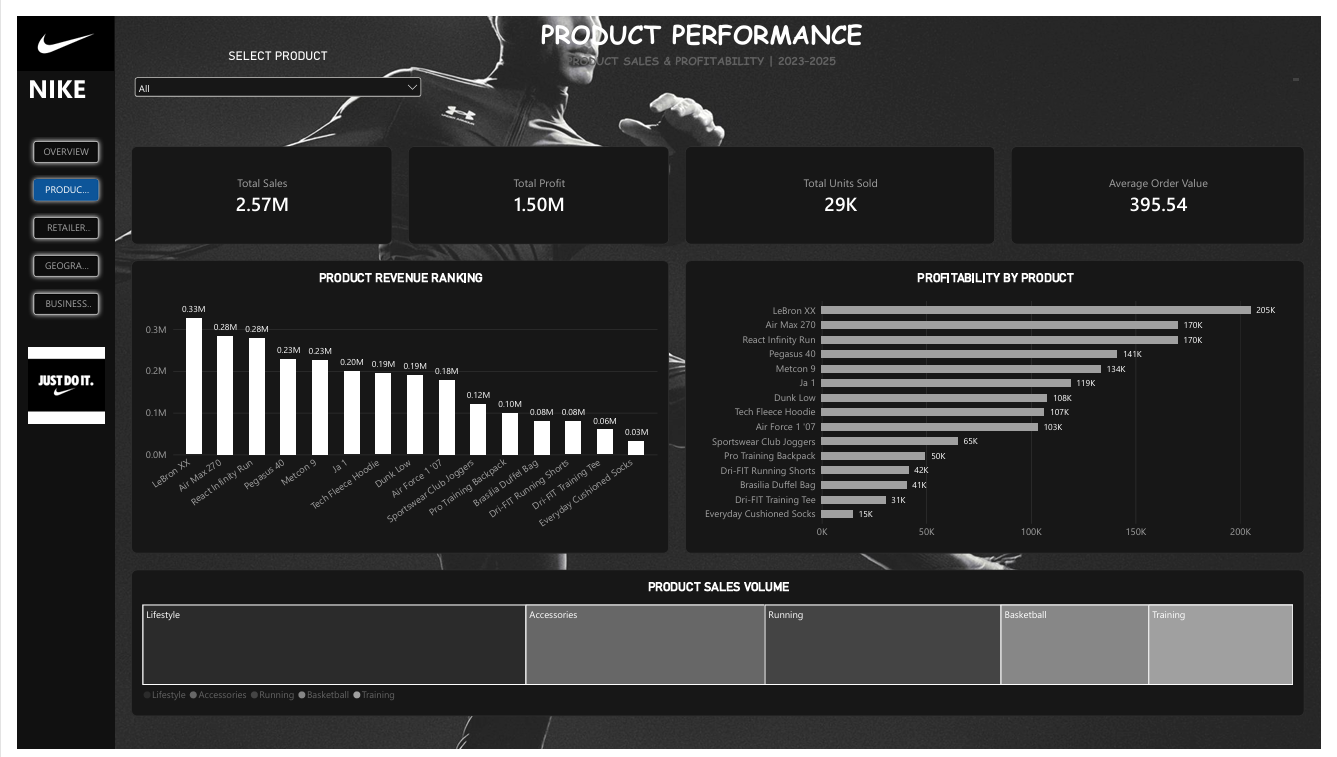 PRODUCT PERFORMANCE
PRODUCT SALES & PROFITABILITY | 2023-2025
NIKE
SELECT PRODUCT
All
UNDER ARMOUR
OVERVIEW
PRODUC...
RETAILER..
GEOGRA...
BUSINESS..
JUST DO IT.
Total Sales
2.57M
Total Profit
1.50M
Total Units Sold
29K
Average Order Value
395.54
PRODUCT REVENUE RANKING
0.3M
0.2M
0.1M
0.0M
0.33M
0.28M
0.28M
0.23M
0.23M
0.20M
0.19M
0.19M
0.18M
0.12M
0.10M
0.08M
0.08M
0.06M
0.03M
LeBron XX
Air Max 270
React Infinity Run
Pegasus 40
Metcon 9
Ja 1
Tech Fleece Hoodie
Dunk Low
Air Force 1 '07
Sportswear Club Joggers
Pro Training Backpack
Brasilia Duffel Bag
Dri-FIT Running Shorts
Dri-FIT Training Tee
Everyday Cushioned Socks
PROFITABILITY BY PRODUCT
LeBron XX 205K
Air Max 270 170K
React Infinity Run 170K
Pegasus 40 141K
Metcon 9 134K
Ja 1 119K
Dunk Low 108K
Tech Fleece Hoodie 107K
Air Force 1 '07 103K
Sportswear Club Joggers 65K
Pro Training Backpack 50K
Dri-FIT Running Shorts 42K
Brasilia Duffel Bag 41K
Dri-FIT Training Tee 31K
Everyday Cushioned Socks 15K
0K 50K 100K 150K 200K
PRODUCT SALES VOLUME
Lifestyle Accessories Running Basketball Training
Lifestyle Accessories Running Basketball Training